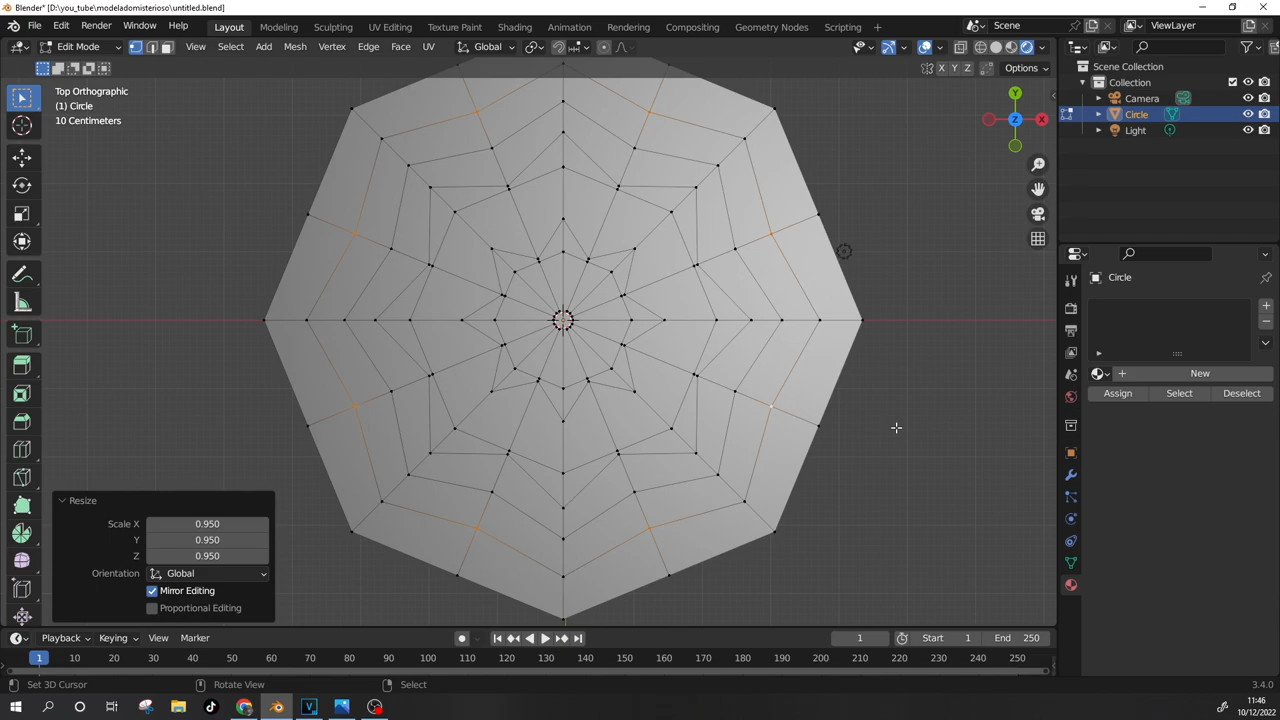 Blender* [D:\you_tube\modeladomisterioso\untitled.blend]
File Edit Render Window Help Layout Modeling Sculpting UV Editing Texture Paint Shading Animation Rendering Compositing Geometry Nodes Scripting Scene ViewLayer
Edit Mode View Select Add Mesh Vertex Edge Face UV Global
X Y Z Options
Scene Collection
Collection
Camera
Circle
Light
Top Orthographic
(1) Circle
10 Centimeters
Y
Z X
Circle
New
Assign Select Deselect
Resize
Scale X 0.950
Y 0.950
Z 0.950
Orientation Global
Mirror Editing
Proportional Editing
Playback Keying View Marker 1 Start 1 End 250
1 10 20 30 40 50 60 70 80 90 100 110 120 130 140 150 160 170 180 190 200 210 220 230 240 250
Set 3D Cursor Rotate View Select 3.4.0
11:46
10/12/2022